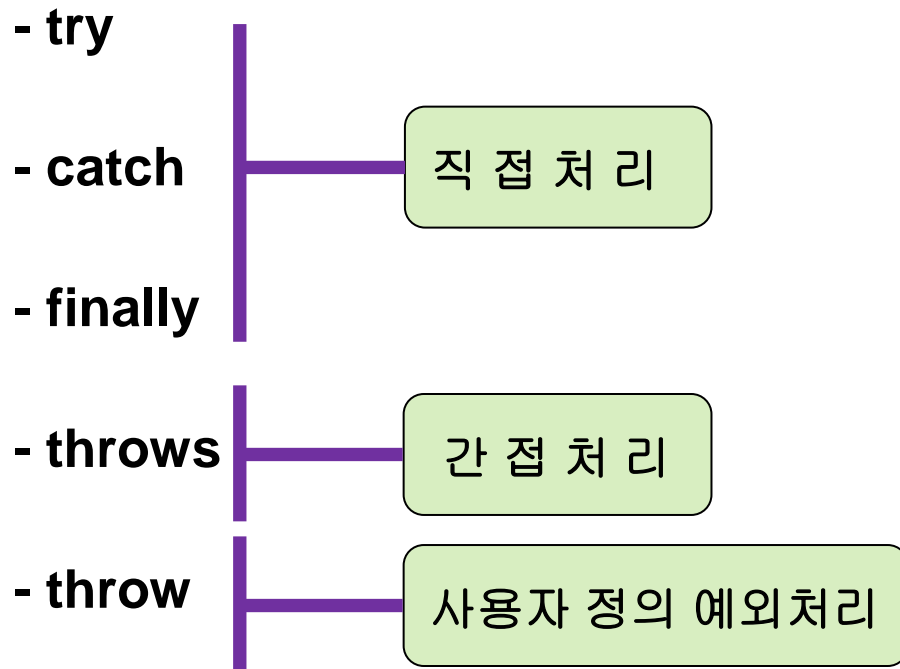 - try
- catch
직 접 처 리
- finally
- throws
간 접 처 리
- throw
사용자 정의 예외처리